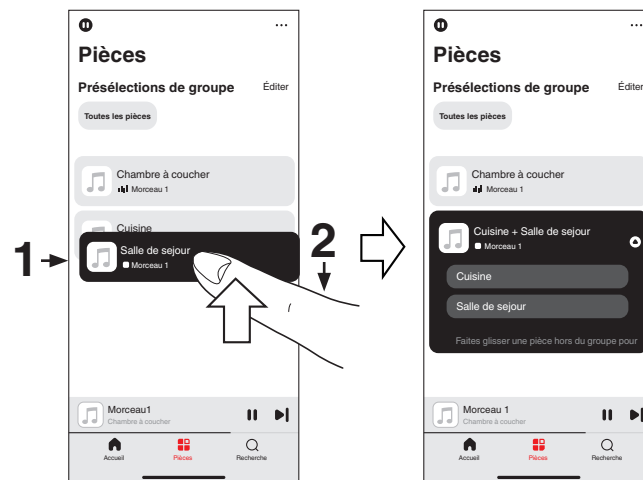 Pièces
Présélections de groupe Éditer
Toutes les pièces
Chambre à coucher
Morceau 1
Cuisine
Salle de sejour
Morceau 1
1
2
Morceau1
Chambre à coucher
Accueil Pièces Recherche
Pièces
Présélections de groupe Éditer
Toutes les pièces
Chambre à coucher
Morceau 1
Cuisine + Salle de sejour
Morceau 1
Cuisine
Salle de sejour
Faites glisser une pièce hors du groupe pour
Morceau 1
Chambre à coucher
Accueil Pièces Recherche